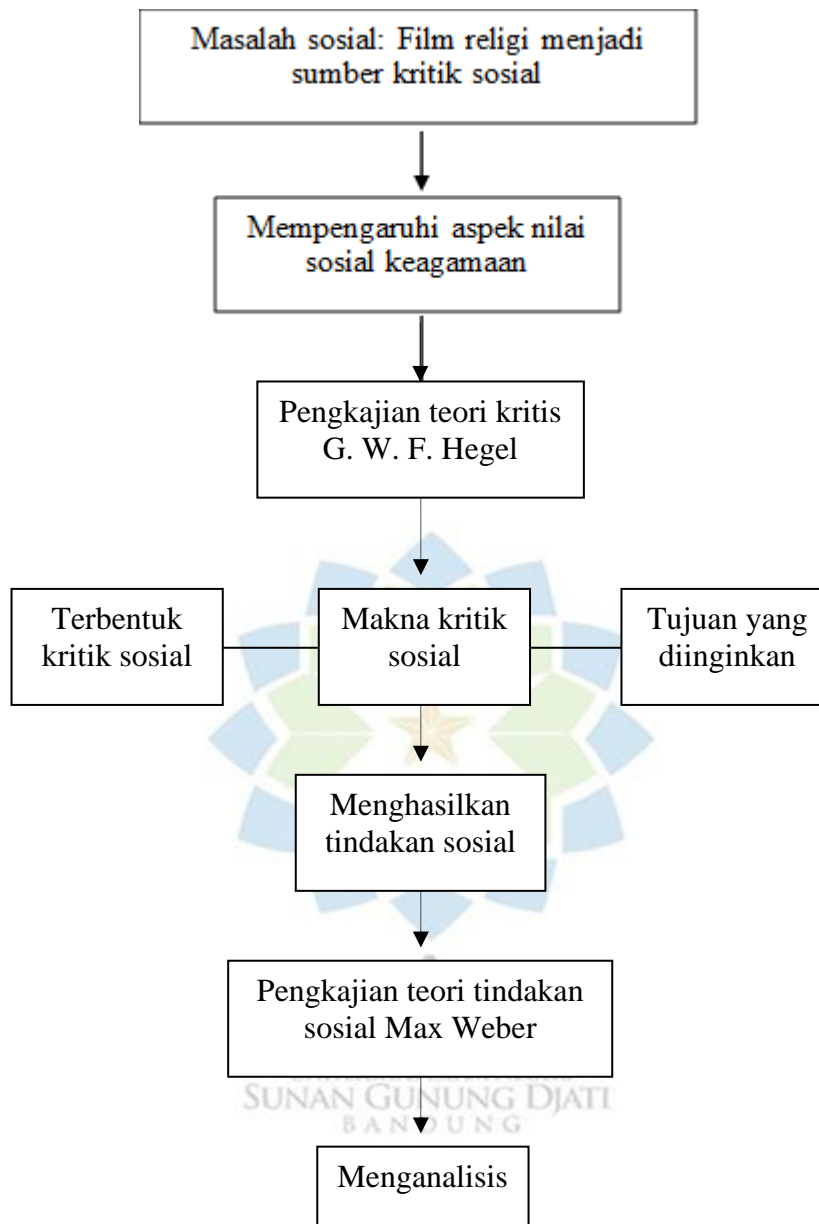 Masalah sosial: Film religi menjadi
sumber kritik sosial
Mempengaruhi aspek nilai
sosial keagamaan
Pengkajian teori kritis
G. W. F. Hegel
Terbentuk
kritik sosial
Makna kritik
sosial
Tujuan yang
diinginkan
Menghasilkan
tindakan sosial
Pengkajian teori tindakan
sosial Max Weber
SUNAN GUNUNG DJATI
BANDUNG
Menganalisis